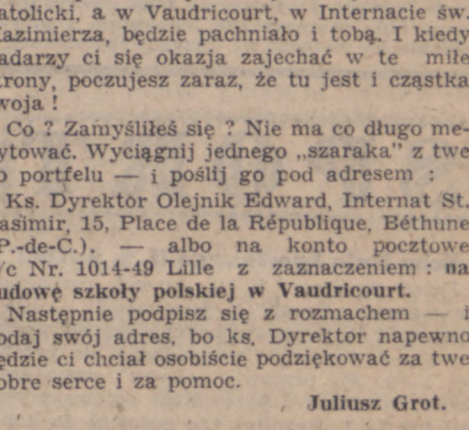 atolicki, a w Vaudricourt, w Internacie św.
azimierza, będzie pachniało i tobą. I kiedy
adarzy ci się okazja zajechać w te miłe
trony, poczujesz zaraz, że tu jest i cząstka
woja !
Co ? Zamyśliłeś się ? Nie ma co długo me-
ytować. Wyciągnij jednego „szaraka" z twe
o portfelu — i poślij go pod adresem :
Ks. Dyrektor Olejnik Edward, Internat St.
asimir, 15, Place de la République, Béthune
P.-de-C.). — albo na konto pocztowe
/c Nr. 1014-49 Lille z zaznaczeniem : na
udowę szkoły polskiej w Vaudricourt.
Następnie podpisz się z rozmachem — i
odaj swój adres, bo ks. Dyrektor napewno
ędzie ci chciał osobiście podziękować za twe
obre serce i za pomoc.
Juliusz Grot.